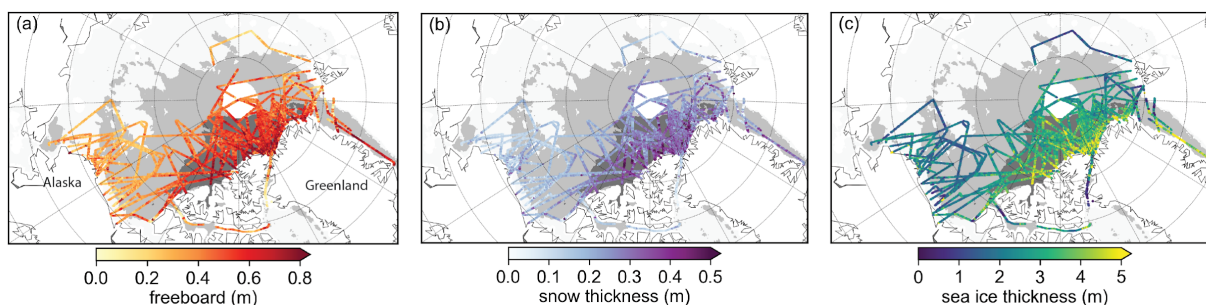 (a)
Alaska
Greenland
0.0 0.2 0.4 0.6 0.8
freeboard (m)
(b)
0.0 0.1 0.2 0.3 0.4 0.5
snow thickness (m)
(c)
0 1 2 3 4 5
sea ice thickness (m)